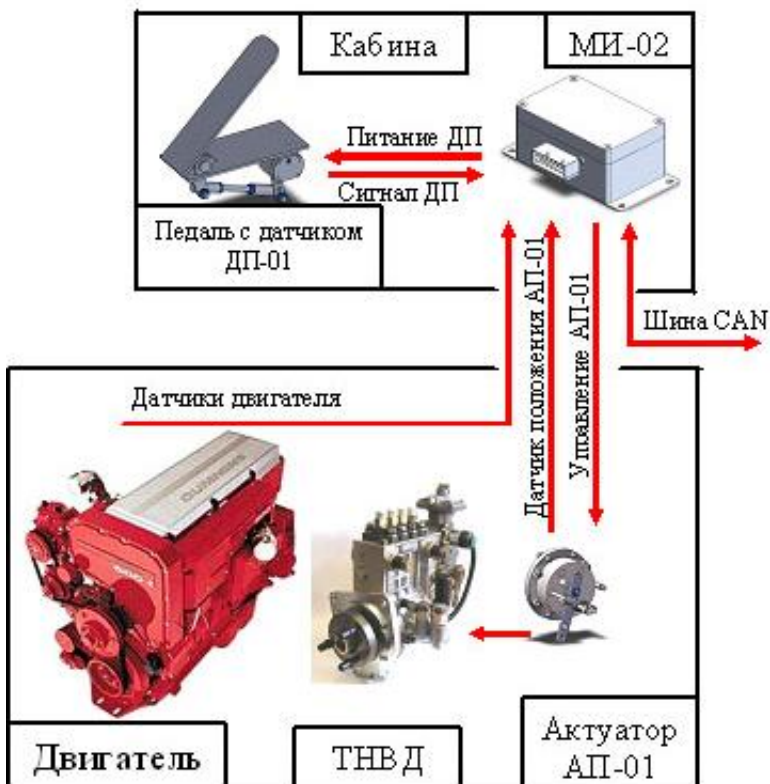 Кабина
МИ-02
Питание ДП
Сигнал ДП
Педаль с датчиком
ДП-01
Датчик положения АП-01
Управление АП-01
Шина CAN
Датчики двигателя
CUMMINS
Двигатель
ТНВД
Актуатор
АП-01